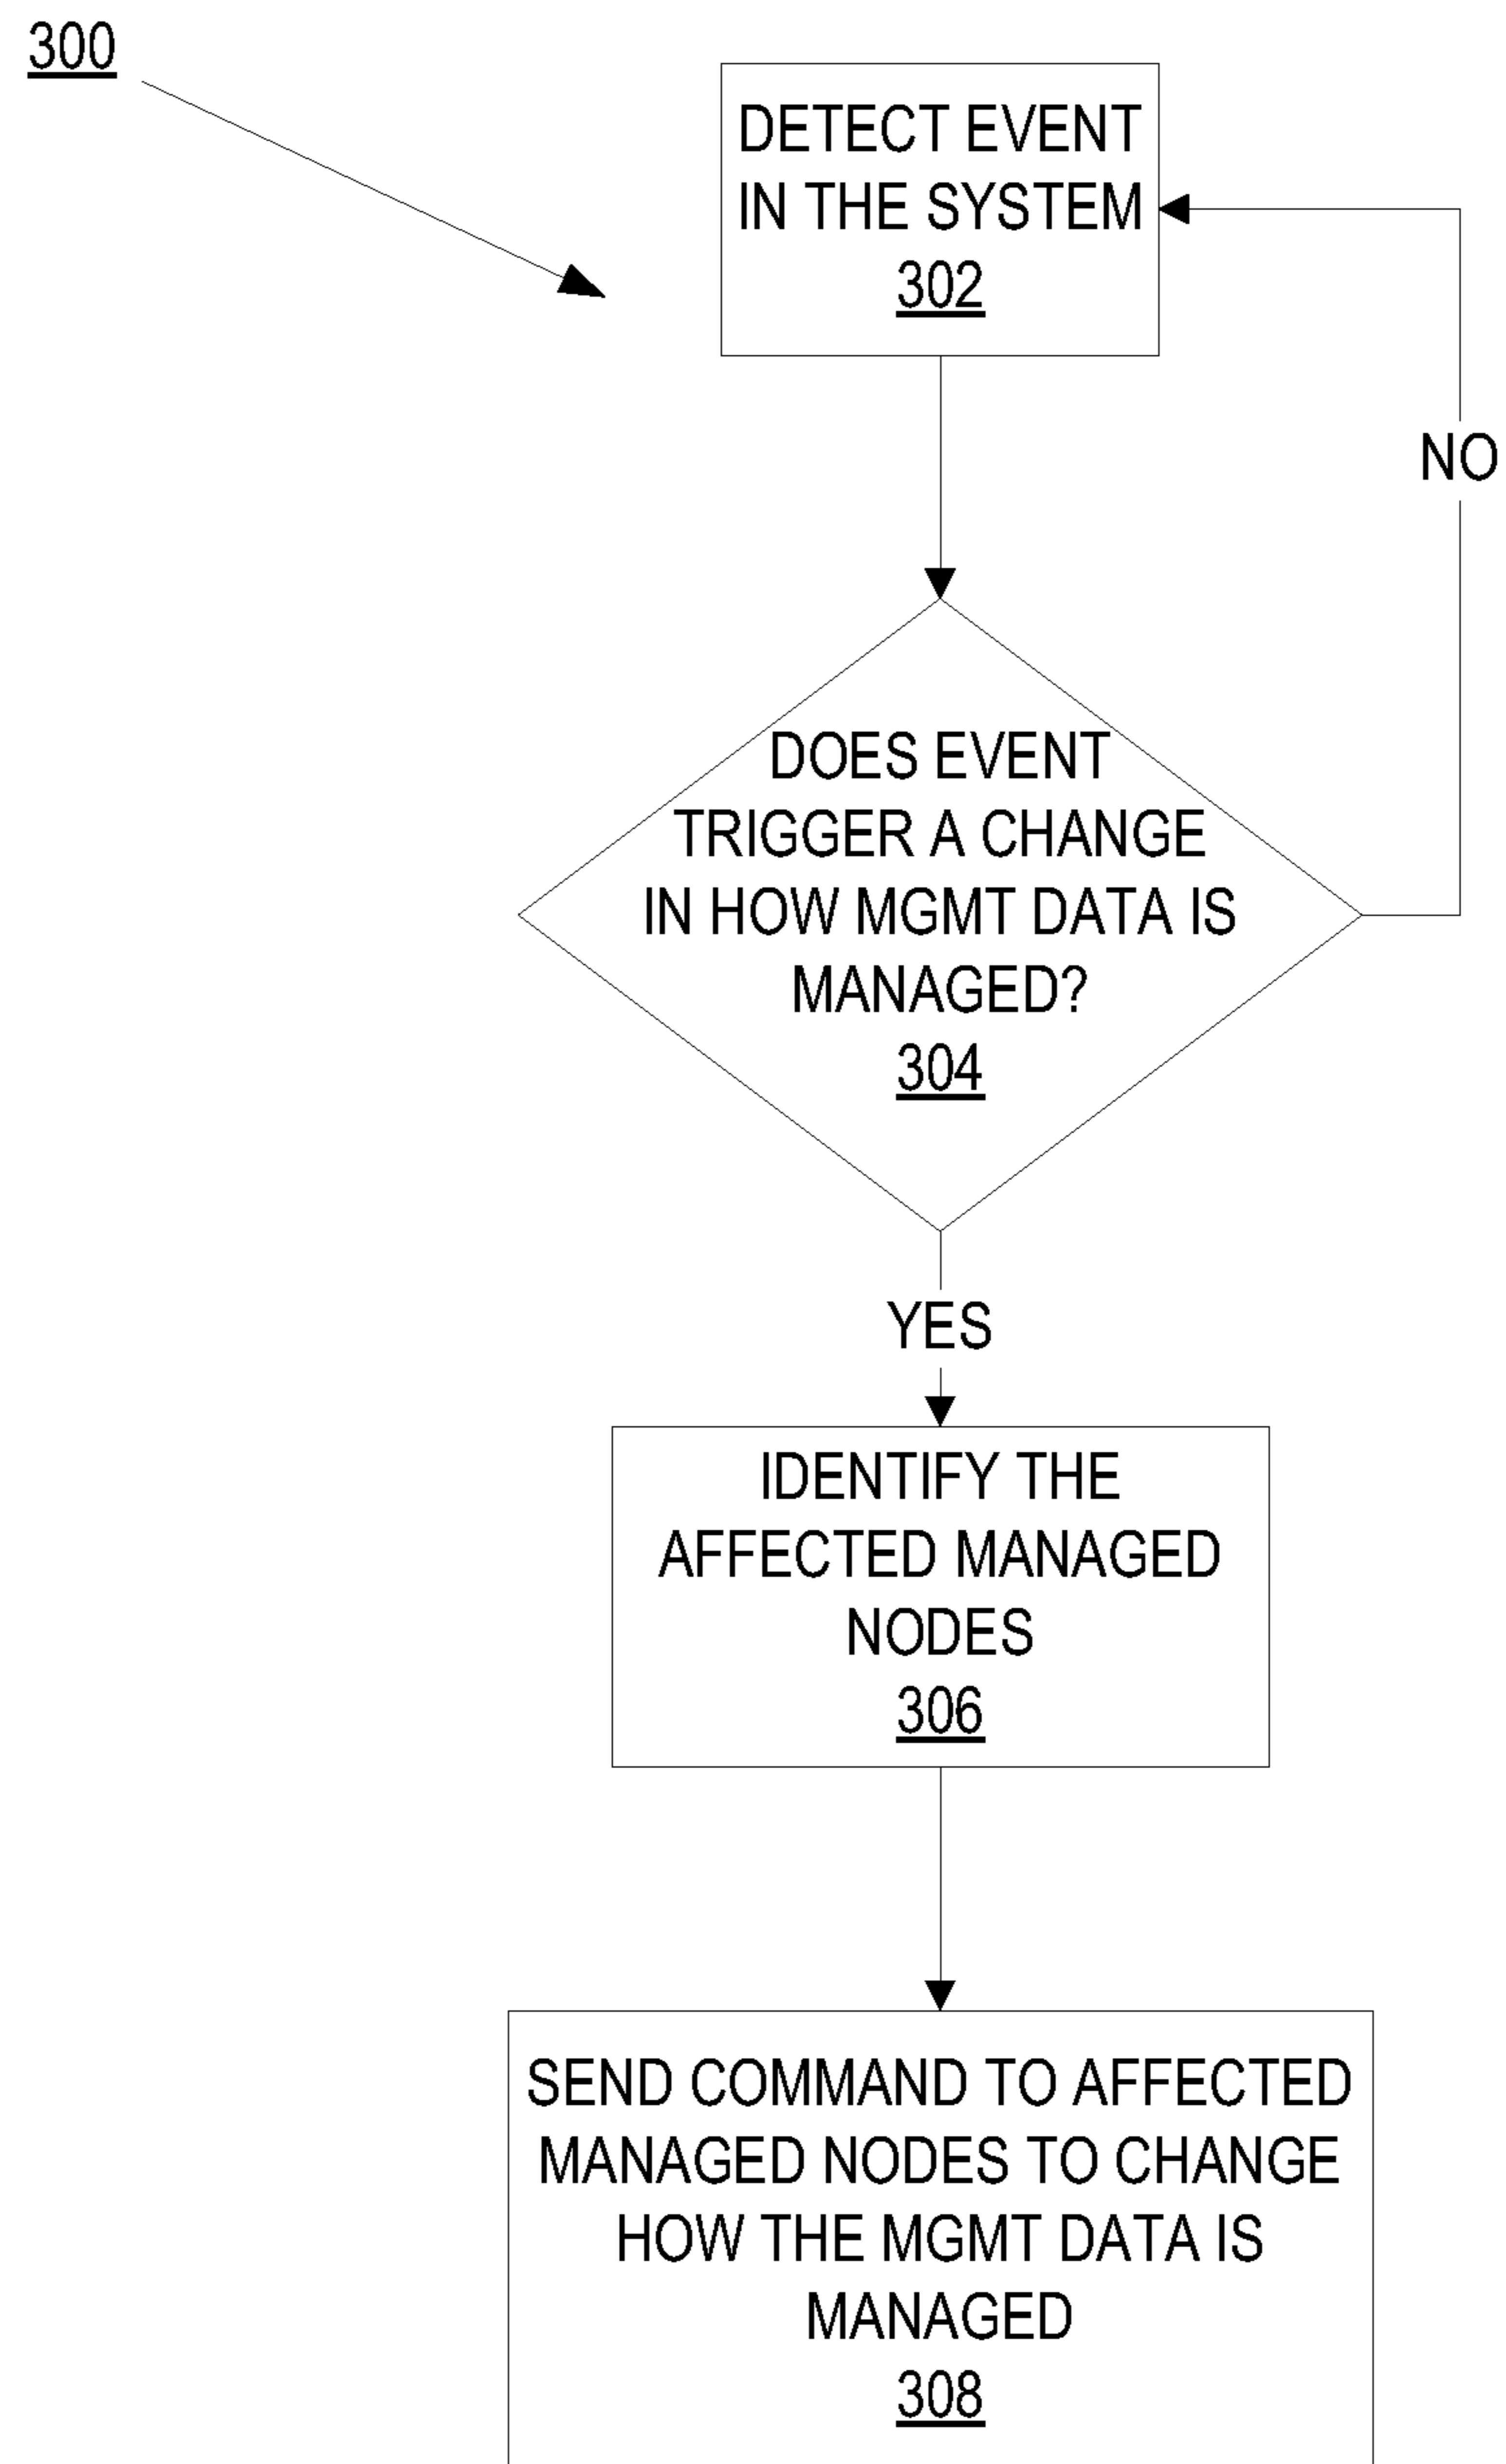 300
DETECT EVENT
IN THE SYSTEM
302
NO
DOES EVENT
TRIGGER A CHANGE
IN HOW MGMT DATA IS
MANAGED?
304
YES
IDENTIFY THE
AFFECTED MANAGED
NODES
306
SEND COMMAND TO AFFECTED
MANAGED NODES TO CHANGE
HOW THE MGMT DATA IS
MANAGED
308